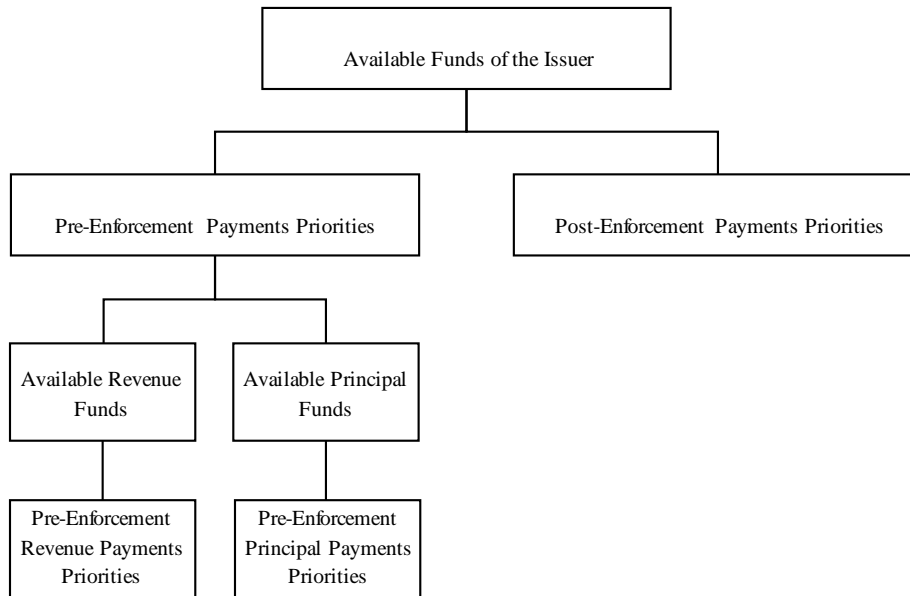 Available Funds of the Issuer
Pre-Enforcement Payments Priorities
Post-Enforcement Payments Priorities
Available Revenue
Funds
Available Principal
Funds
Pre-Enforcement
Revenue Payments
Priorities
Pre-Enforcement
Principal Payments
Priorities